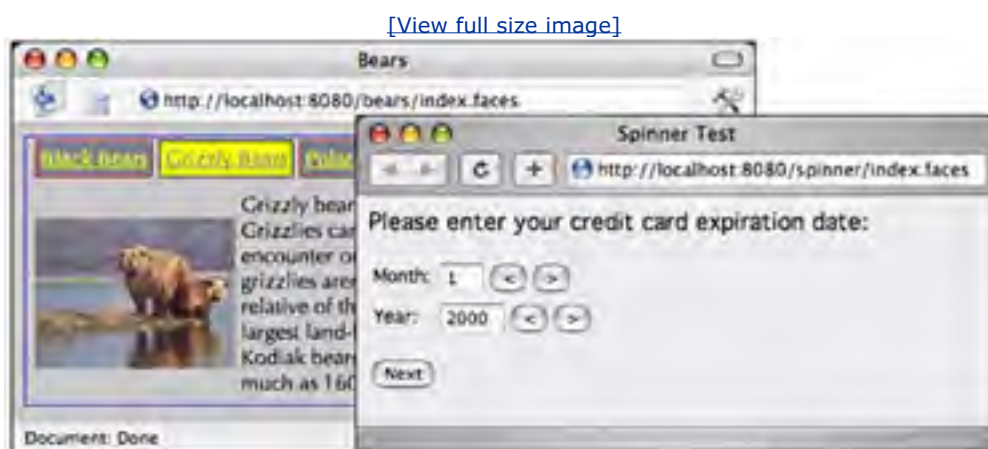 [View full size image]
Bears
http://localhost:8080/bears/index.faces
Black Bears Grizzly Bears
Grizzly bear
Grizzlies can
encounter
grizzlies
relative of th
largest land-
Kodiak bear
much as 160
Document: Done
Spinner Test
http://localhost:8080/spinner/index.faces
Please enter your credit card expiration date:
Month: 1 < >
Year: 2000 < >
Next